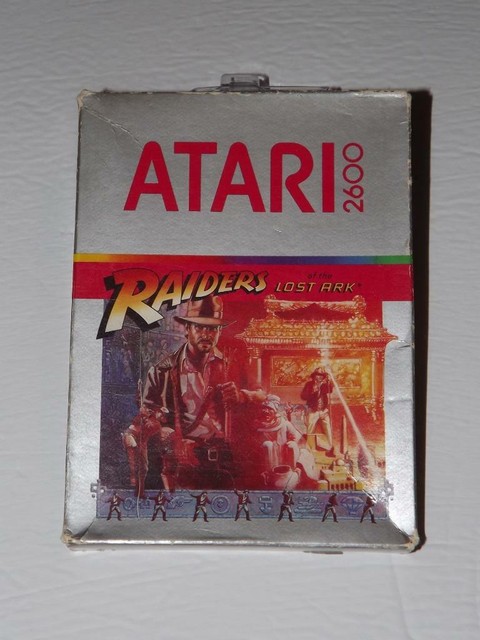 ATARI 2600
RAIDERS of the LOST ARK